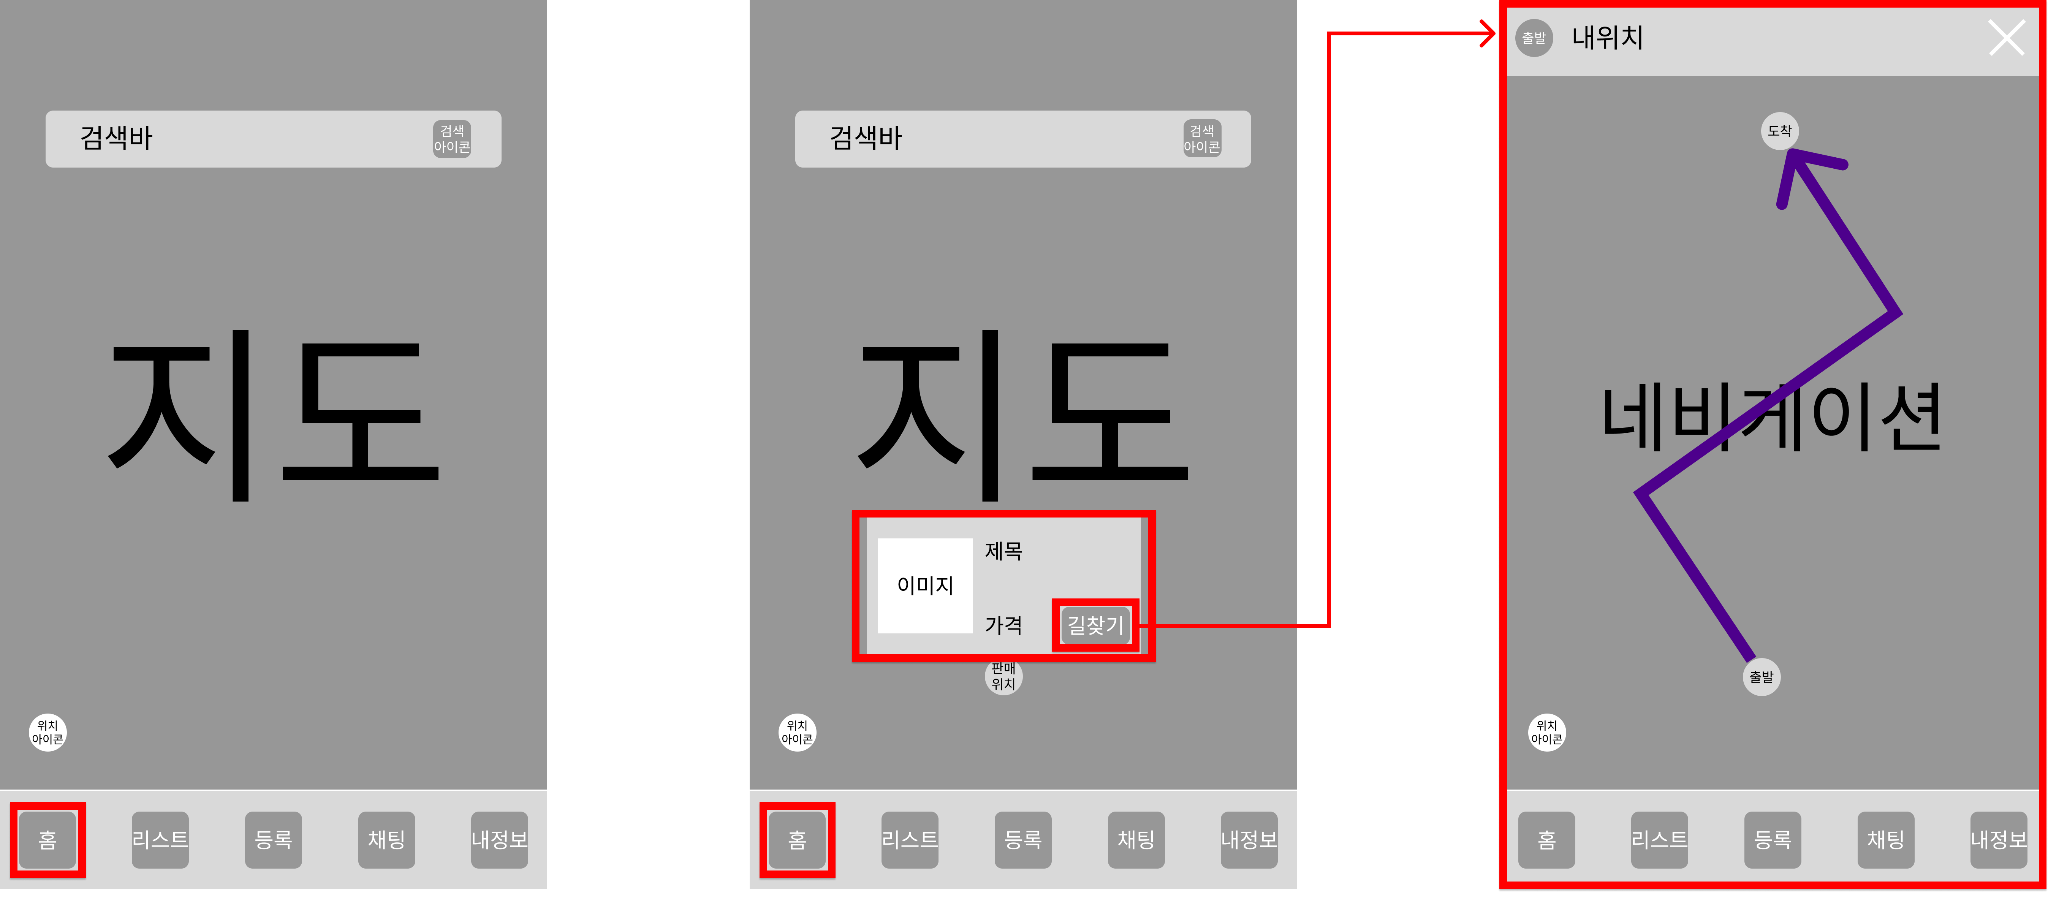 검색바
검색
아이콘
지도
위치
아이콘
홈
리스트
등록
채팅
내정보
검색바
검색
아이콘
지도
이미지
제목
가격
길찾기
판매
위치
위치
아이콘
홈
리스트
등록
채팅
내정보
출발
내위치
도착
네비게이션
출발
위치
아이콘
홈
리스트
등록
채팅
내정보